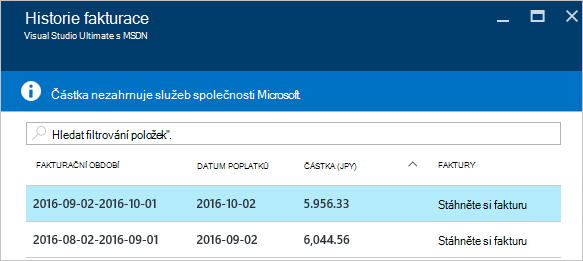 Historie fakturace
Visual Studio Ultimate s MSDN
Částka nezahrnuje služeb společnosti Microsoft.
Hledat filtrování položek".
FAKTURAČNÍ OBDOBÍ DATUM POPLATKŮ ČÁSTKA (JPY) FAKTURY
2016-09-02-2016-10-01 2016-10-02 5.956.33 Stáhněte si fakturu
2016-08-02-2016-09-01 2016-09-02 6,044.56 Stáhněte si fakturu